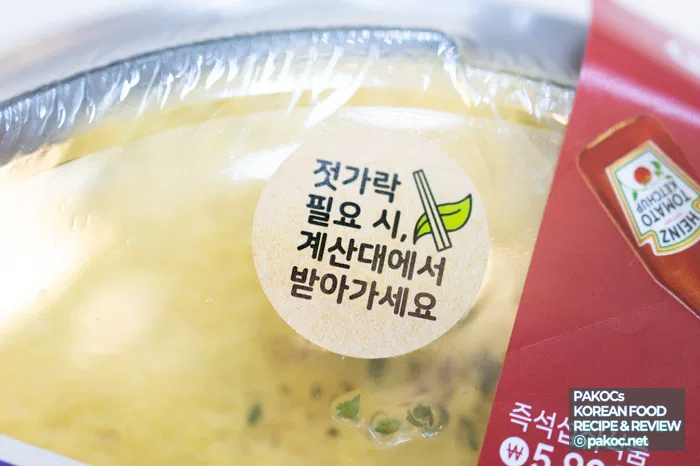 젓가락
필요 시,
계산대에서
받아가세요
HEINZ
TOMATO
KETCHUP
PAKOCs
KOREAN FOOD
RECIPE & REVIEW
ⓒ pakoc.net